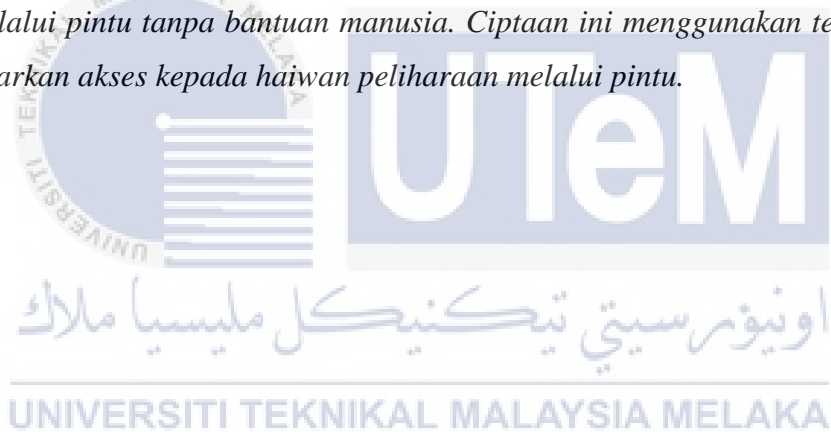 lalui pintu tanpa bantuan manusia. Ciptaan ini menggunakan te
arkan akses kepada haiwan peliharaan melalui pintu.
UTeM
اونيۏرسيتي تيكنيكل مليسيا ملاك
UNIVERSITI TEKNIKAL MALAYSIA MELAKA